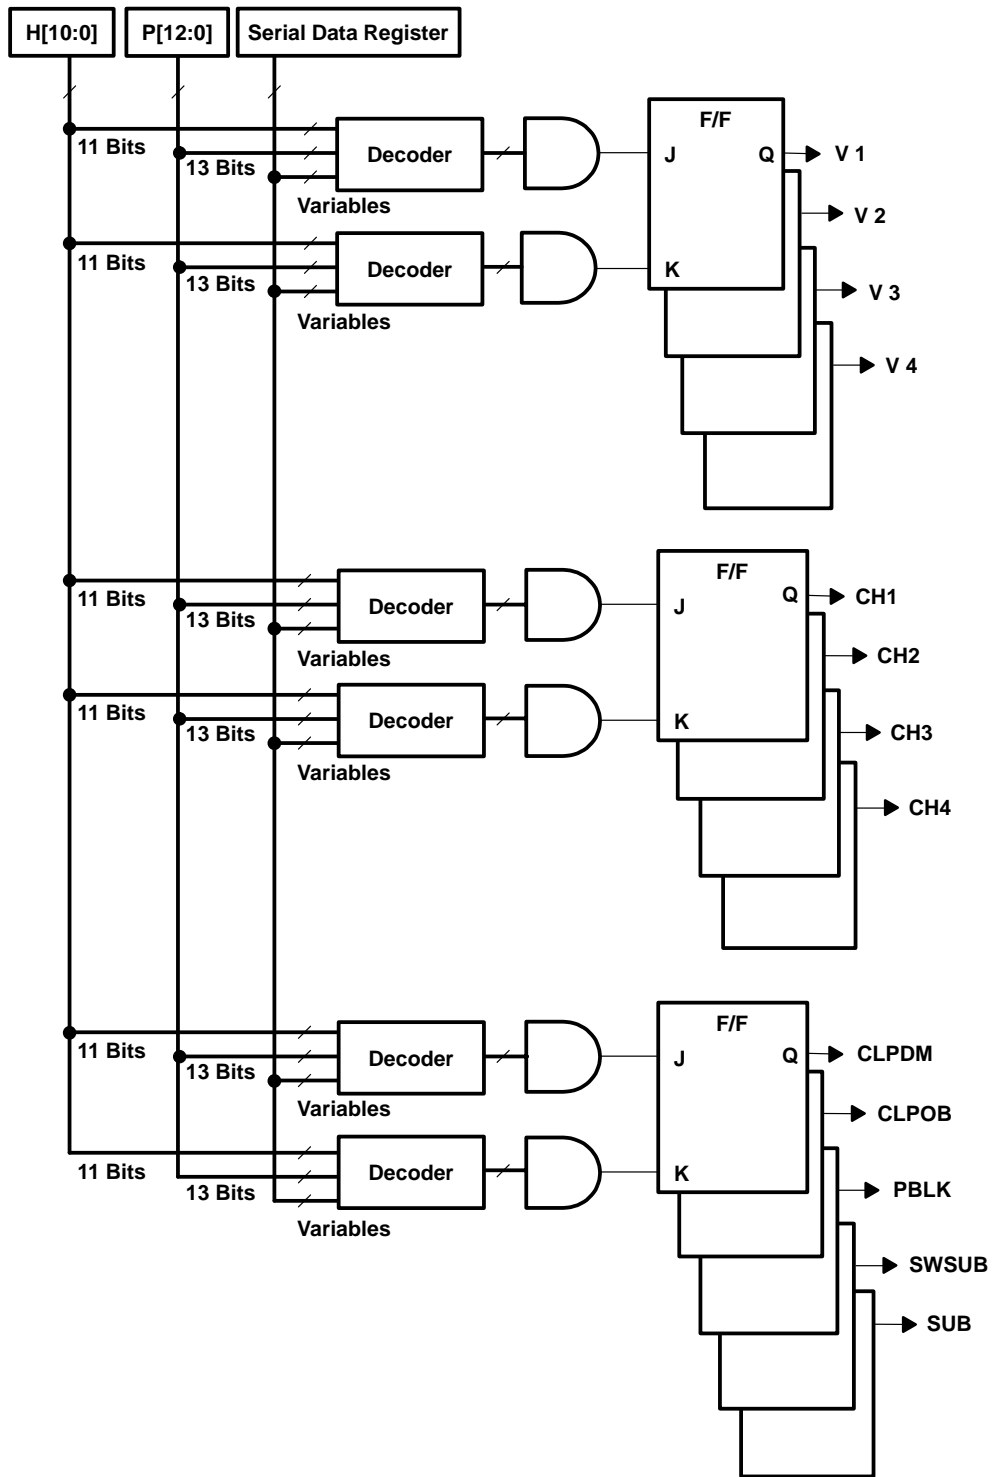 H[10:0] P[12:0] Serial Data Register
F/F
11 Bits
13 Bits
Variables
Decoder
J
Q
V 1
V 2
11 Bits
13 Bits
Variables
Decoder
K
V 3
V 4
F/F
11 Bits
13 Bits
Variables
Decoder
J
Q
CH1
CH2
11 Bits
13 Bits
Variables
Decoder
K
CH3
CH4
F/F
11 Bits
13 Bits
Variables
Decoder
J
Q
CLPDM
CLPOB
11 Bits
13 Bits
Variables
Decoder
K
PBLK
SWSUB
SUB